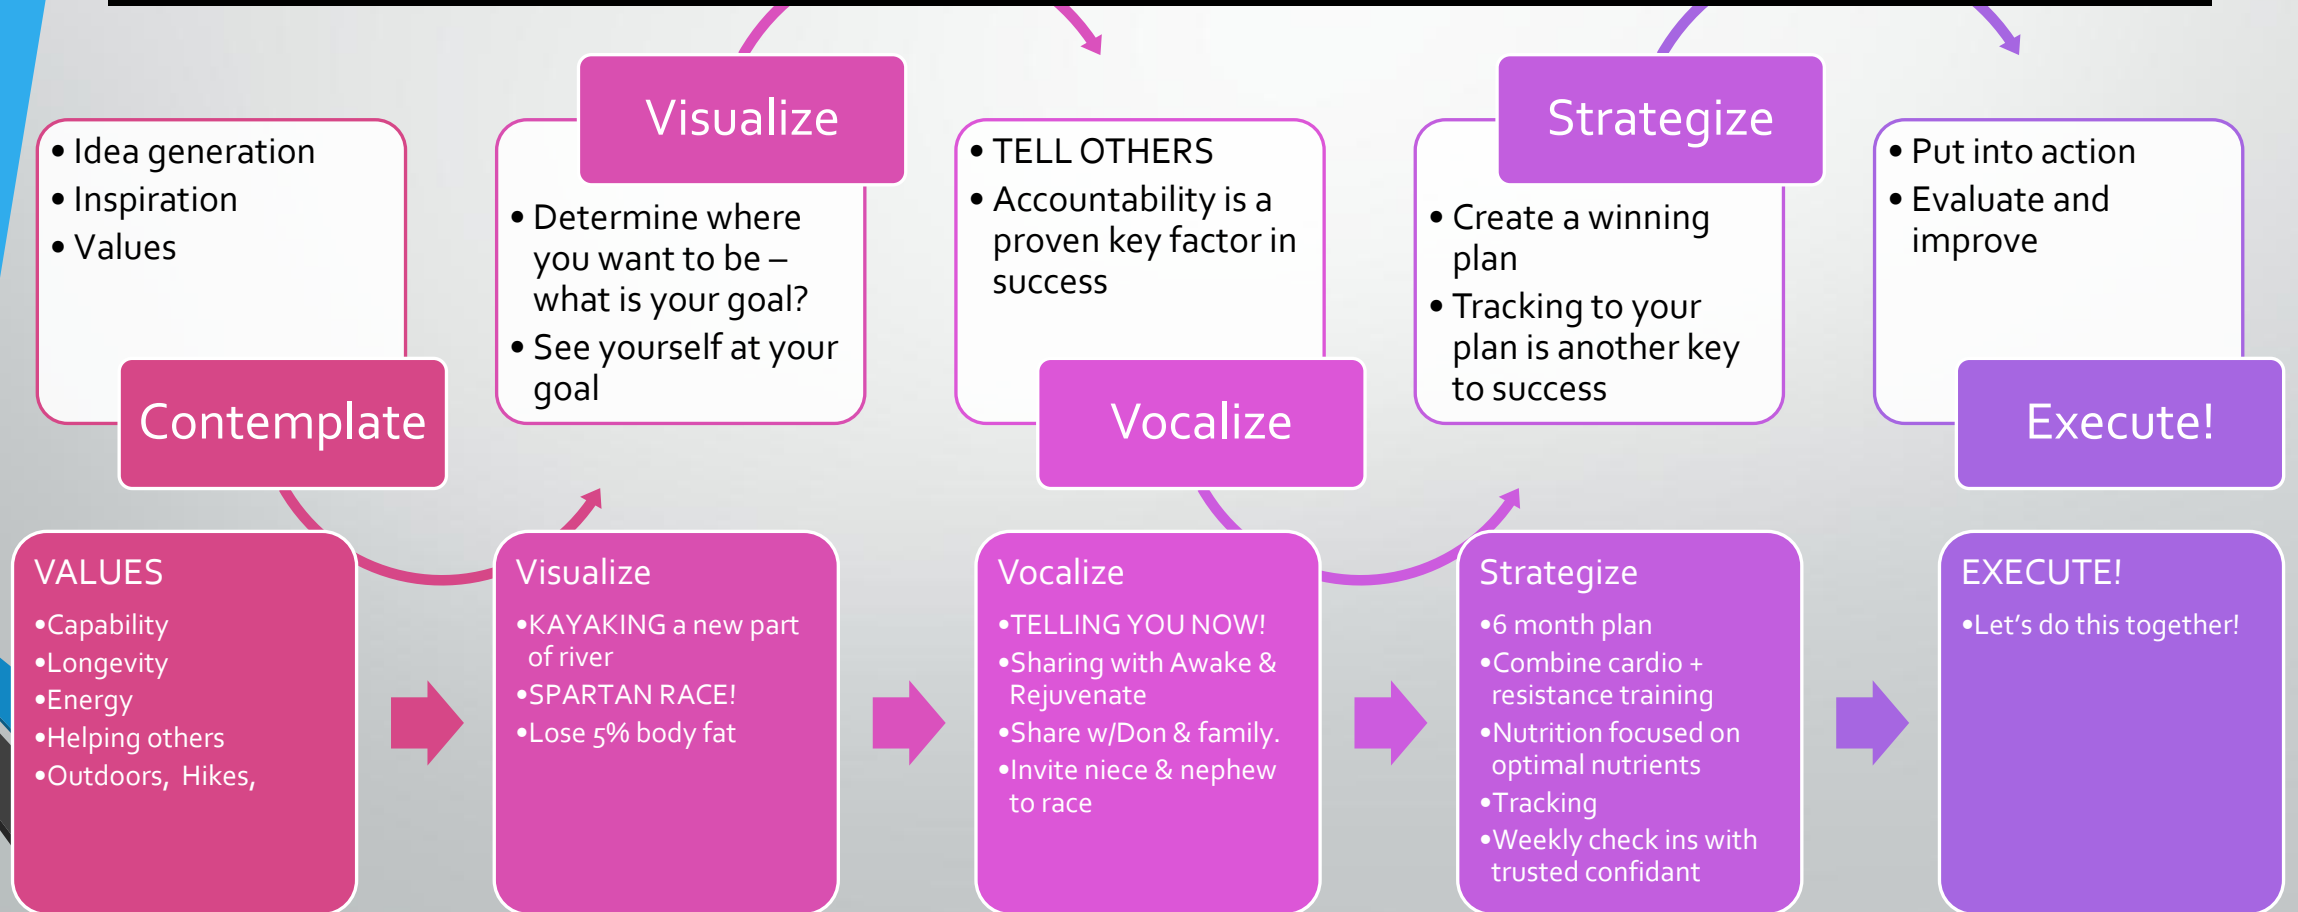 • Idea generation
• Inspiration
• Values
Contemplate
Visualize
• Determine where
you want to be –
what is your goal?
• See yourself at your
goal
• TELL OTHERS
• Accountability is a
proven key factor in
success
Vocalize
Strategize
• Create a winning
plan
• Tracking to your
plan is another key
to success
• Put into action
• Evaluate and
improve
Execute!
VALUES
•Capability
•Longevity
•Energy
•Helping others
•Outdoors, Hikes,
Visualize
•KAYAKING a new part
of river
•SPARTAN RACE!
•Lose 5% body fat
Vocalize
•TELLING YOU NOW!
•Sharing with Awake &
Rejuvenate
•Share w/Don & family.
•Invite niece & nephew
to race
Strategize
•6 month plan
•Combine cardio +
resistance training
•Nutrition focused on
optimal nutrients
•Tracking
•Weekly check ins with
trusted confidant
EXECUTE!
•Let's do this together!